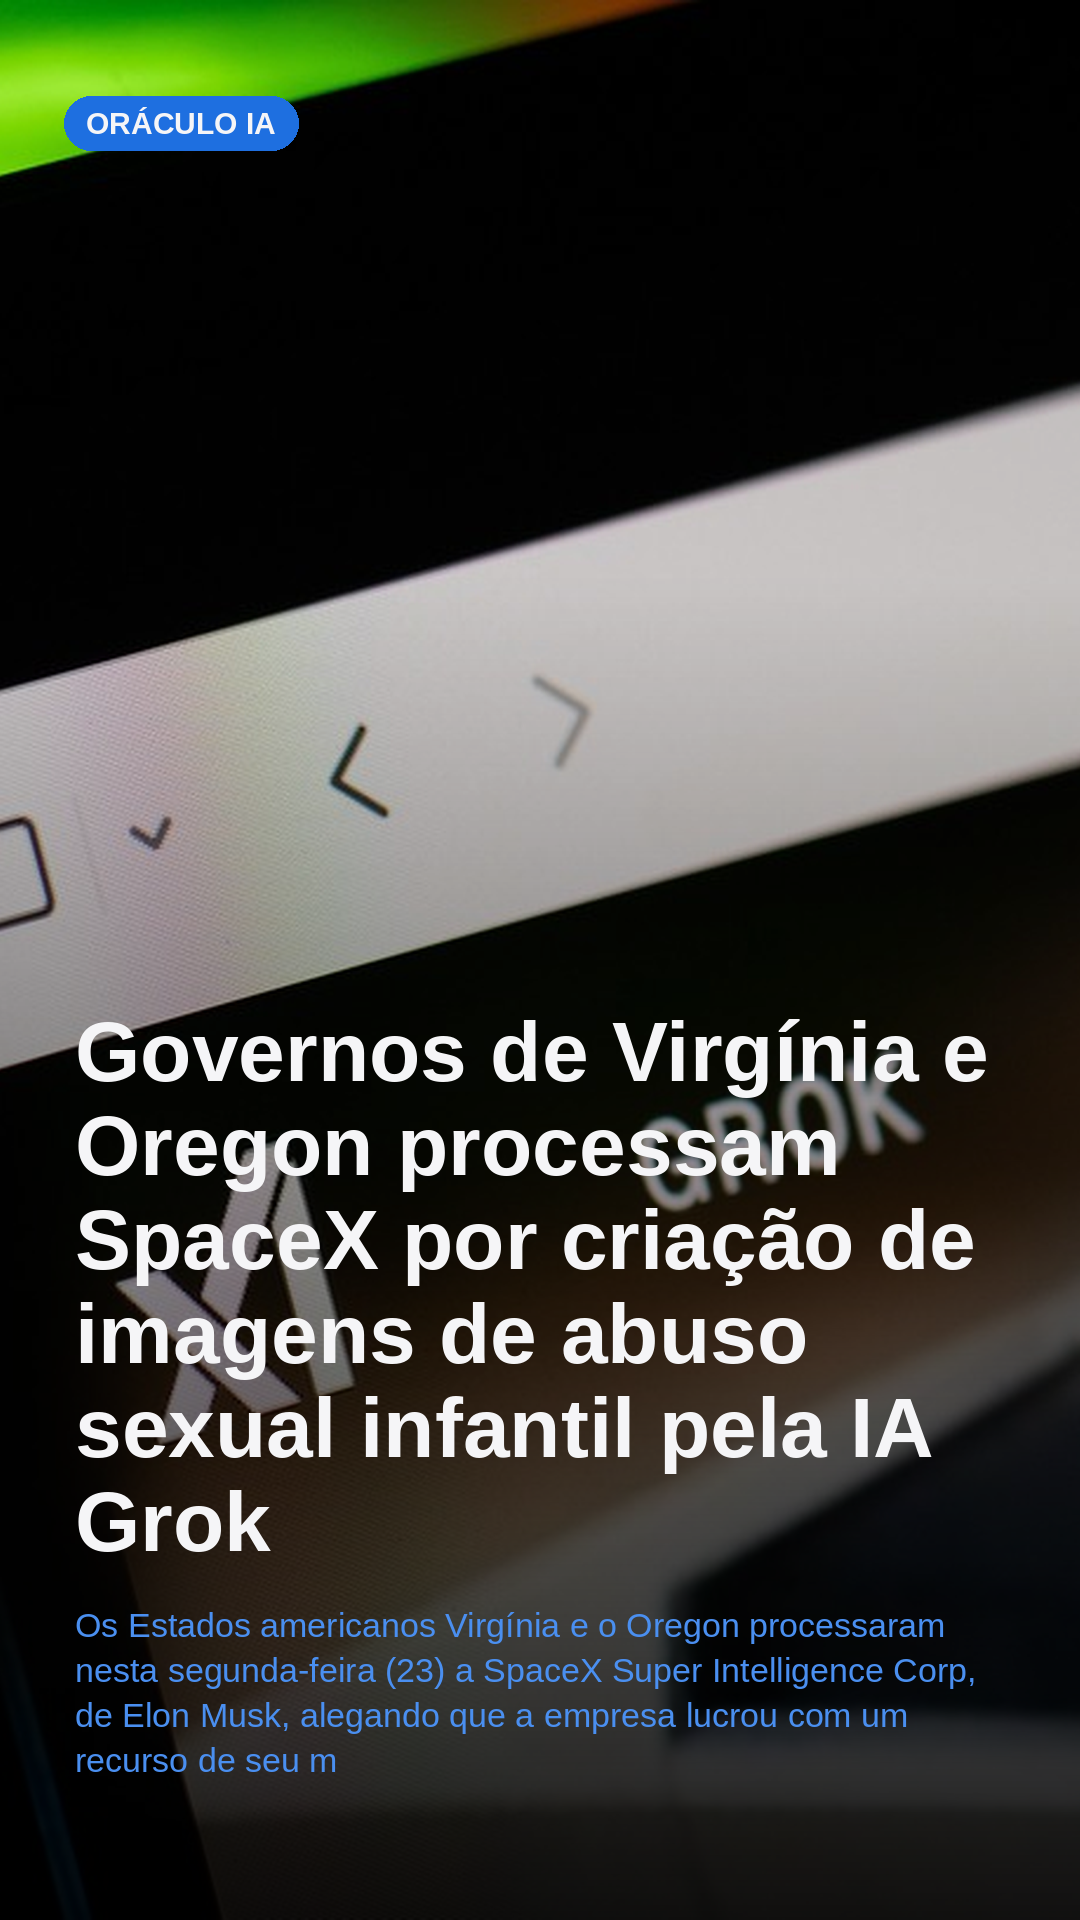 ORÁCULO IA
Governos de Virgínia e
Oregon processam
GROK
SpaceX por criação de
xAI
imagens de abuso
sexual infantil pela IA
Grok
Os Estados americanos Virgínia e o Oregon processaram
nesta segunda-feira (23) a SpaceX Super Intelligence Corp,
de Elon Musk, alegando que a empresa lucrou com um
recurso de seu m